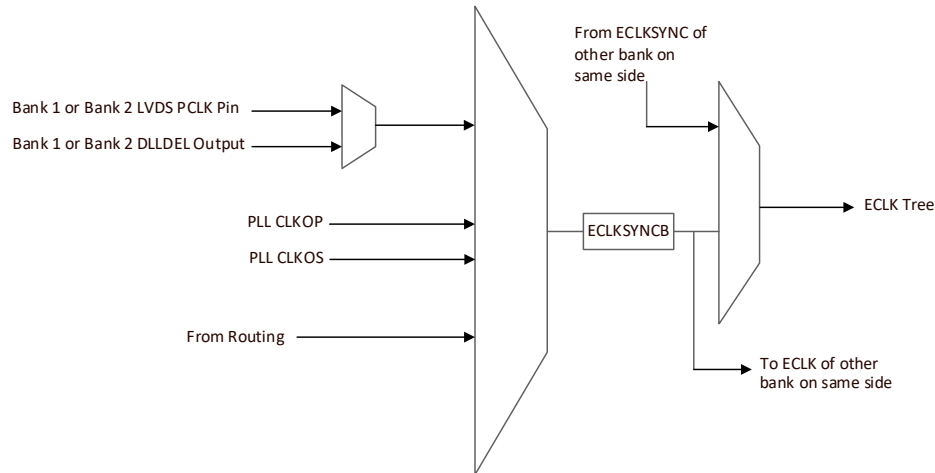 From ECLKSYNC of
other bank on
same side
Bank 1 or Bank 2 LVDS PCLK Pin
Bank 1 or Bank 2 DLLDEL Output
ECLK Tree
PLL CLKOP
ECLKSYNCB
PLL CLKOS
From Routing
To ECLK of other
bank on same side